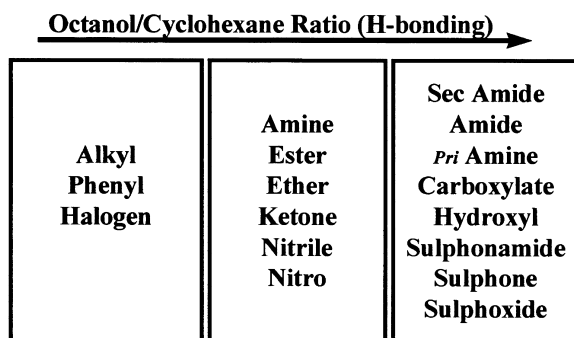 Octanol/Cyclohexane Ratio (H-bonding)
Alkyl
Phenyl
Halogen
Amine
Ester
Ether
Ketone
Nitrile
Nitro
Sec Amide
Amide
Pri Amine
Carboxylate
Hydroxyl
Sulphonamide
Sulphone
Sulphoxide